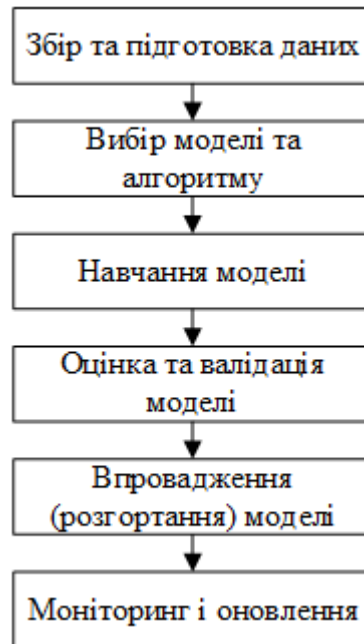 Збір та підготовка даних
Вибір моделі та
алгоритму
Навчання моделі
Оцінка та валідація
моделі
Впровадження
(розгортання) моделі
Моніторинг і оновлення